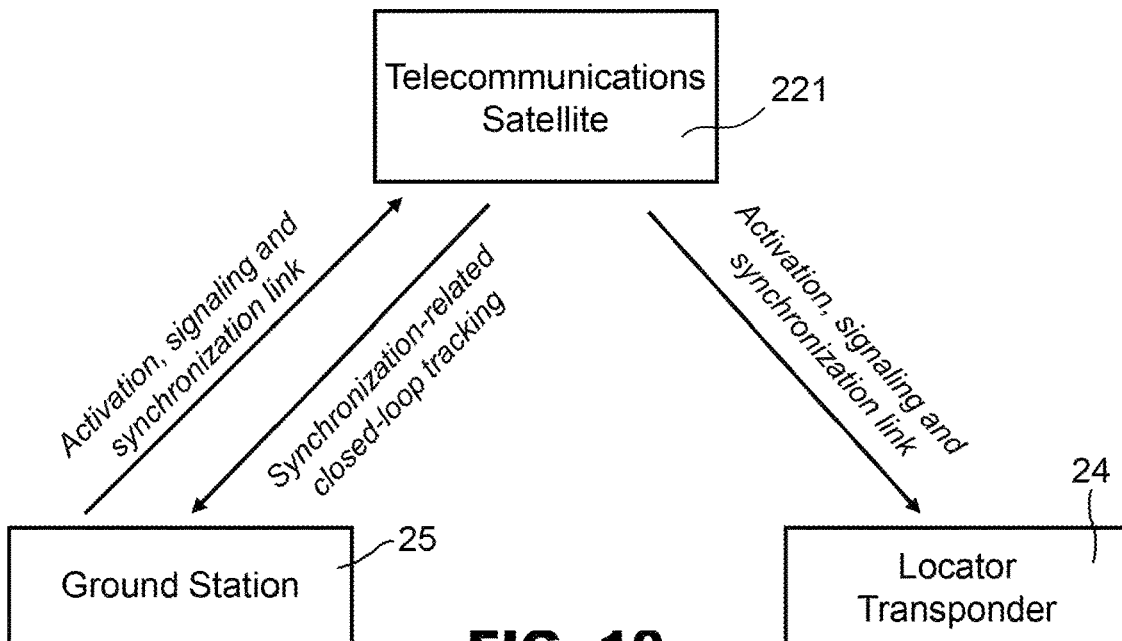 Telecommunications
Satellite
221
Activation, signaling and
synchronization link
Synchronization-related
closed-loop tracking
Activation, signaling and
synchronization link
25
Ground Station
24
Locator
Transponder